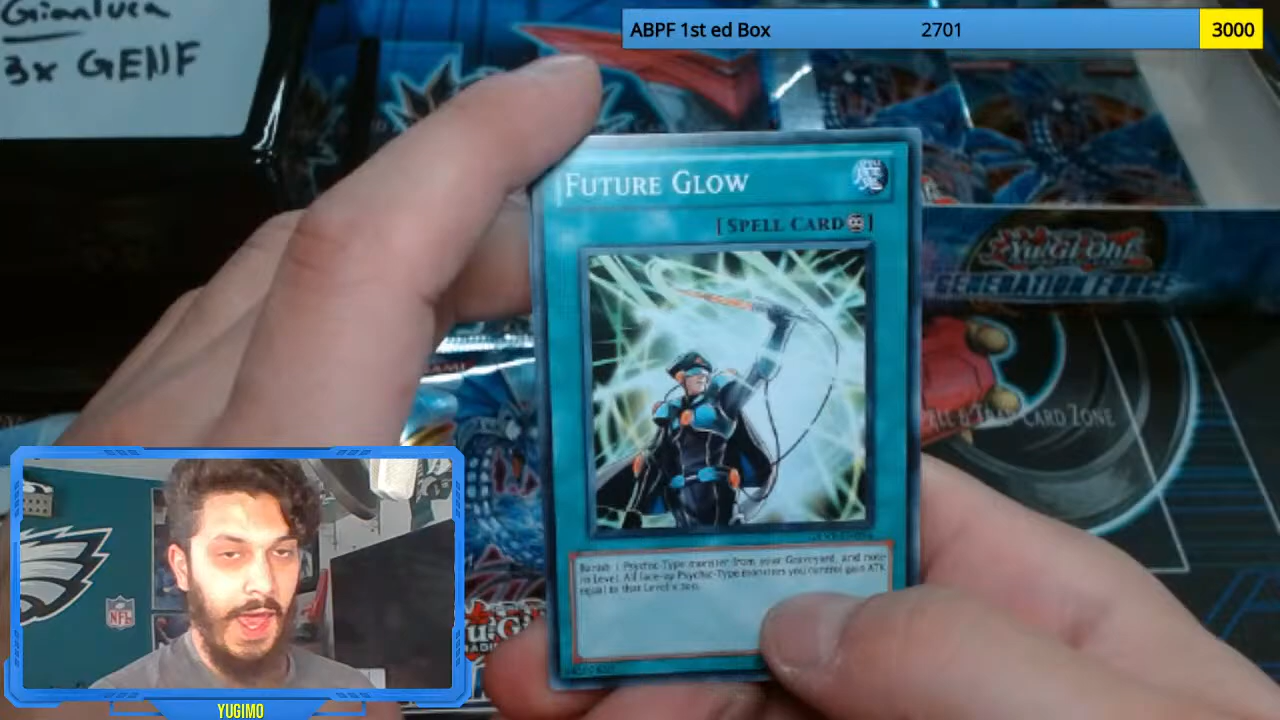 Gianluca
3x GENF
ABPF 1st ed Box 2701 3000
FUTURE GLOW
[SPELL CARD]
Banish 1 Psychic-Type monster from your Graveyard, and note
its Level. All face-up Psychic-Type monsters you control gain ATK
equal to that Level x 200.
Yu-Gi-Oh!
GENERATION FORCE
CARD ZONE
NFL
YUGIMO